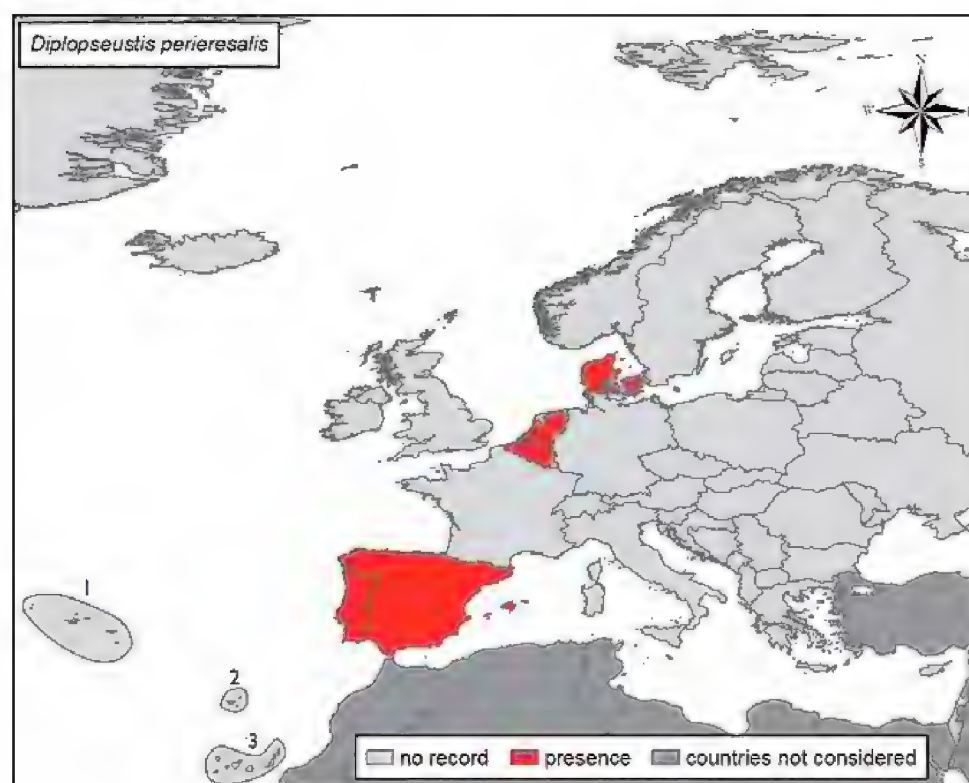 Diplopseustis perieresalis
N
W
S
1
2
3
no record presence countries not considered